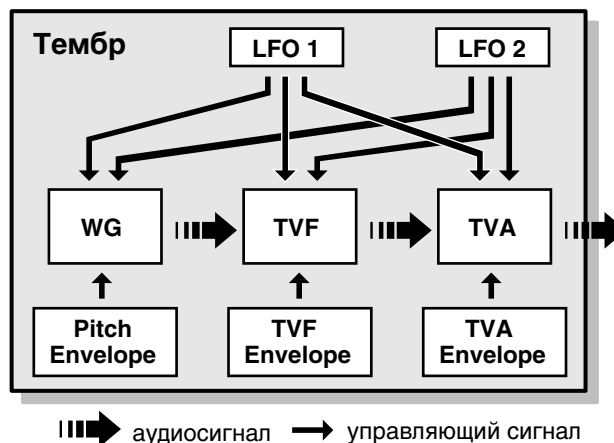 Тембр
LFO 1
LFO 2
WG
TVF
TVA
Pitch
Envelope
TVF
Envelope
TVA
Envelope
аудиосигнал
управляющий сигнал